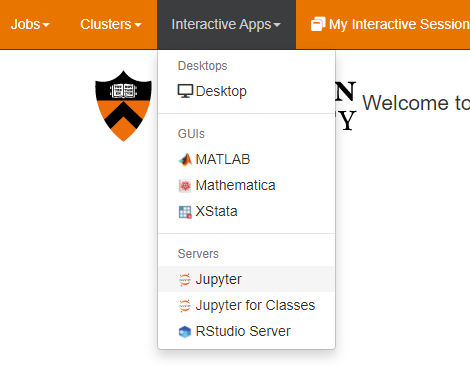 Jobs Clusters Interactive Apps My Interactive Session
Desktops
Desktop
N Welcome to
Y
GUIs
MATLAB
Mathematica
XStata
Servers
Jupyter
Jupyter for Classes
RStudio Server